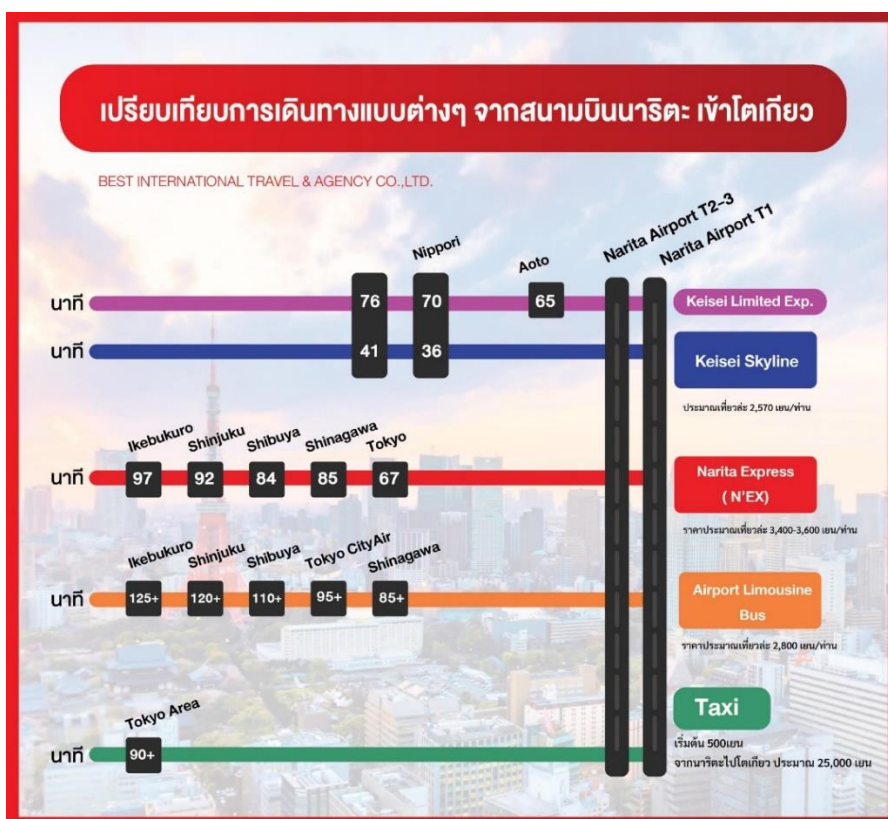 เปรียบเทียบการเดินทางแบบต่างๆ จากสนามบินนาริตะ เข้าโตเกียว
BEST INTERNATIONAL TRAVEL & AGENCY CO.,LTD.
Nippori
Aoto
Narita Airport T2-3
Narita Airport T1
นาที 76 70 65 Keisei Limited Exp.
นาที 41 36 Keisei Skyline
ประมาณเที่ยวล่ะ 2,570 เยน/ท่าน
Ikebukuro Shinjuku Shibuya Shinagawa Tokyo
นาที 97 92 84 85 67
Narita Express
( N'EX)
ราคาประมาณเที่ยวล่ะ 3,400-3,600 เยน/ท่าน
Ikebukuro Shinjuku Shibuya Tokyo CityAir Shinagawa
นาที 125+ 120+ 110+ 95+ 85+
Airport Limousine
Bus
ราคาประมาณเที่ยวล่ะ 2,800 เยน/ท่าน
Tokyo Area
นาที 90+
Taxi
เริ่มต้น 500เยน
จากนาริตะไปโตเกียว ประมาณ 25,000 เยน